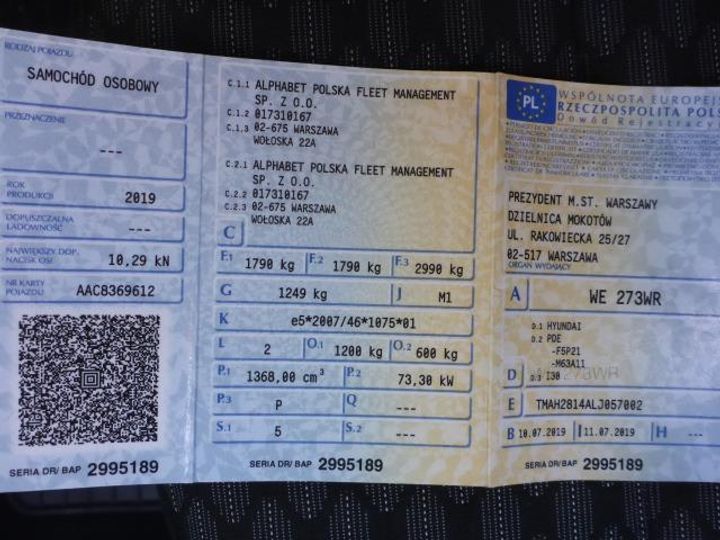 RODZAJ POJAZDU
SAMOCHÓD OSOBOWY
PRZEZNACZENIE
---
ROK PRODUKCJI 2019
DOPUSZCZALNA ŁADOWNOŚĆ ---
NAJWIĘKSZY DOP. NACISK OSI 10,29 kN
NR KARTY POJAZDU AAC8369612
SERIA DR/ BAP 2995189
C.1.1 ALPHABET POLSKA FLEET MANAGEMENT
SP. Z O.O.
C.1.2 017310167
C.1.3 02-675 WARSZAWA
WOŁOSKA 22A
C.2.1 ALPHABET POLSKA FLEET MANAGEMENT
SP. Z O.O.
C.2.2 017310167
C.2.3 02-675 WARSZAWA
WOŁOSKA 22A
C
F.1 1790 kg F.2 1790 kg F.3 2990 kg
G 1249 kg J M1
K e5*2007/46*1075*01
L 2 O.1 1200 kg O.2 600 kg
P.1 1368,00 cm³ P.2 73,30 kW
P.3 P Q ---
S.1 5 S.2 ---
SERIA DR/ BAP 2995189
PL
WSPÓLNOTA EUROPEJ
RZECZPOSPOLITA POLS
Dowód Rejestracy
PREZYDENT M.ST. WARSZAWY
DZIELNICA MOKOTÓW
UL. RAKOWIECKA 25/27
02-517 WARSZAWA
ORGAN WYDAJĄCY
A WE 273WR
D.1 HYUNDAI
D.2 PDE
-F5P21
-M63A11
D D.3 I30
E TMAH2814ALJ057002
B 10.07.2019 I 11.07.2019 H ---
SERIA DR/ BAP 2995189